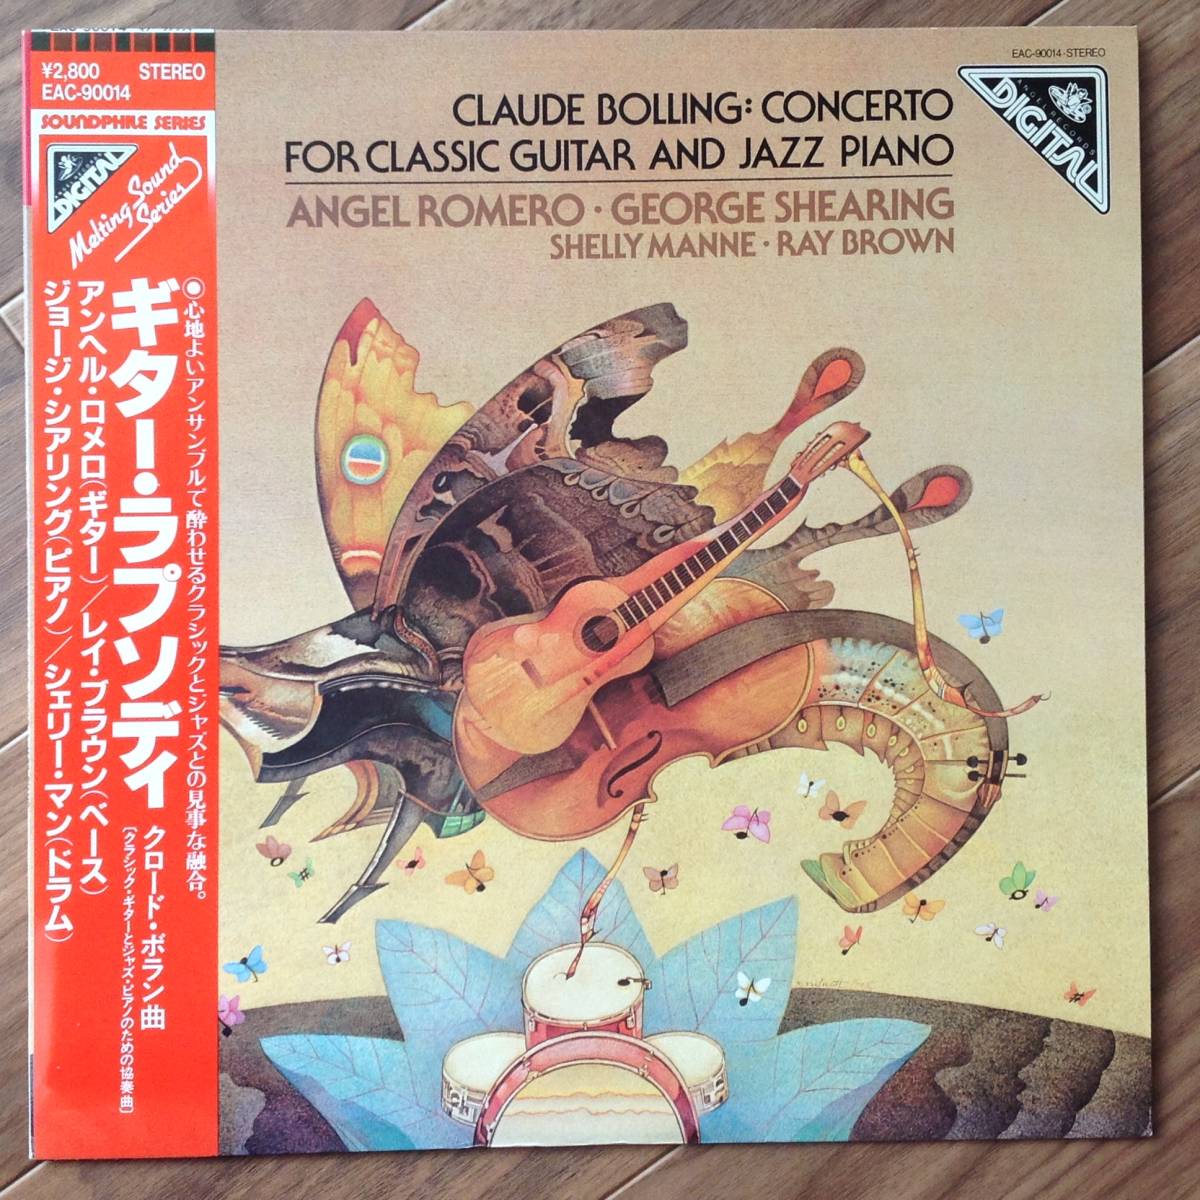 ¥2,800 STEREO
EAC-90014
SOUNDPHILE SERIES
DIGITAL
Melting Sound
Series
●心地よいアンサンブルで酔わせるクラシックとジャズとの見事な融合。
ギター・ラプソディ
クロード・ボラン曲
〔クラシック・ギターとジャズ・ピアノのための協奏曲〕
アンヘル・ロメロ(ギター)/レイ・ブラウン(ベース)
ジョージ・シアリング(ピアノ)/シェリー・マン(ドラム)
EAC-90014・STEREO
ANGEL RECORDS
DIGITAL
CLAUDE BOLLING: CONCERTO
FOR CLASSIC GUITAR AND JAZZ PIANO
ANGEL ROMERO · GEORGE SHEARING
SHELLY MANNE · RAY BROWN